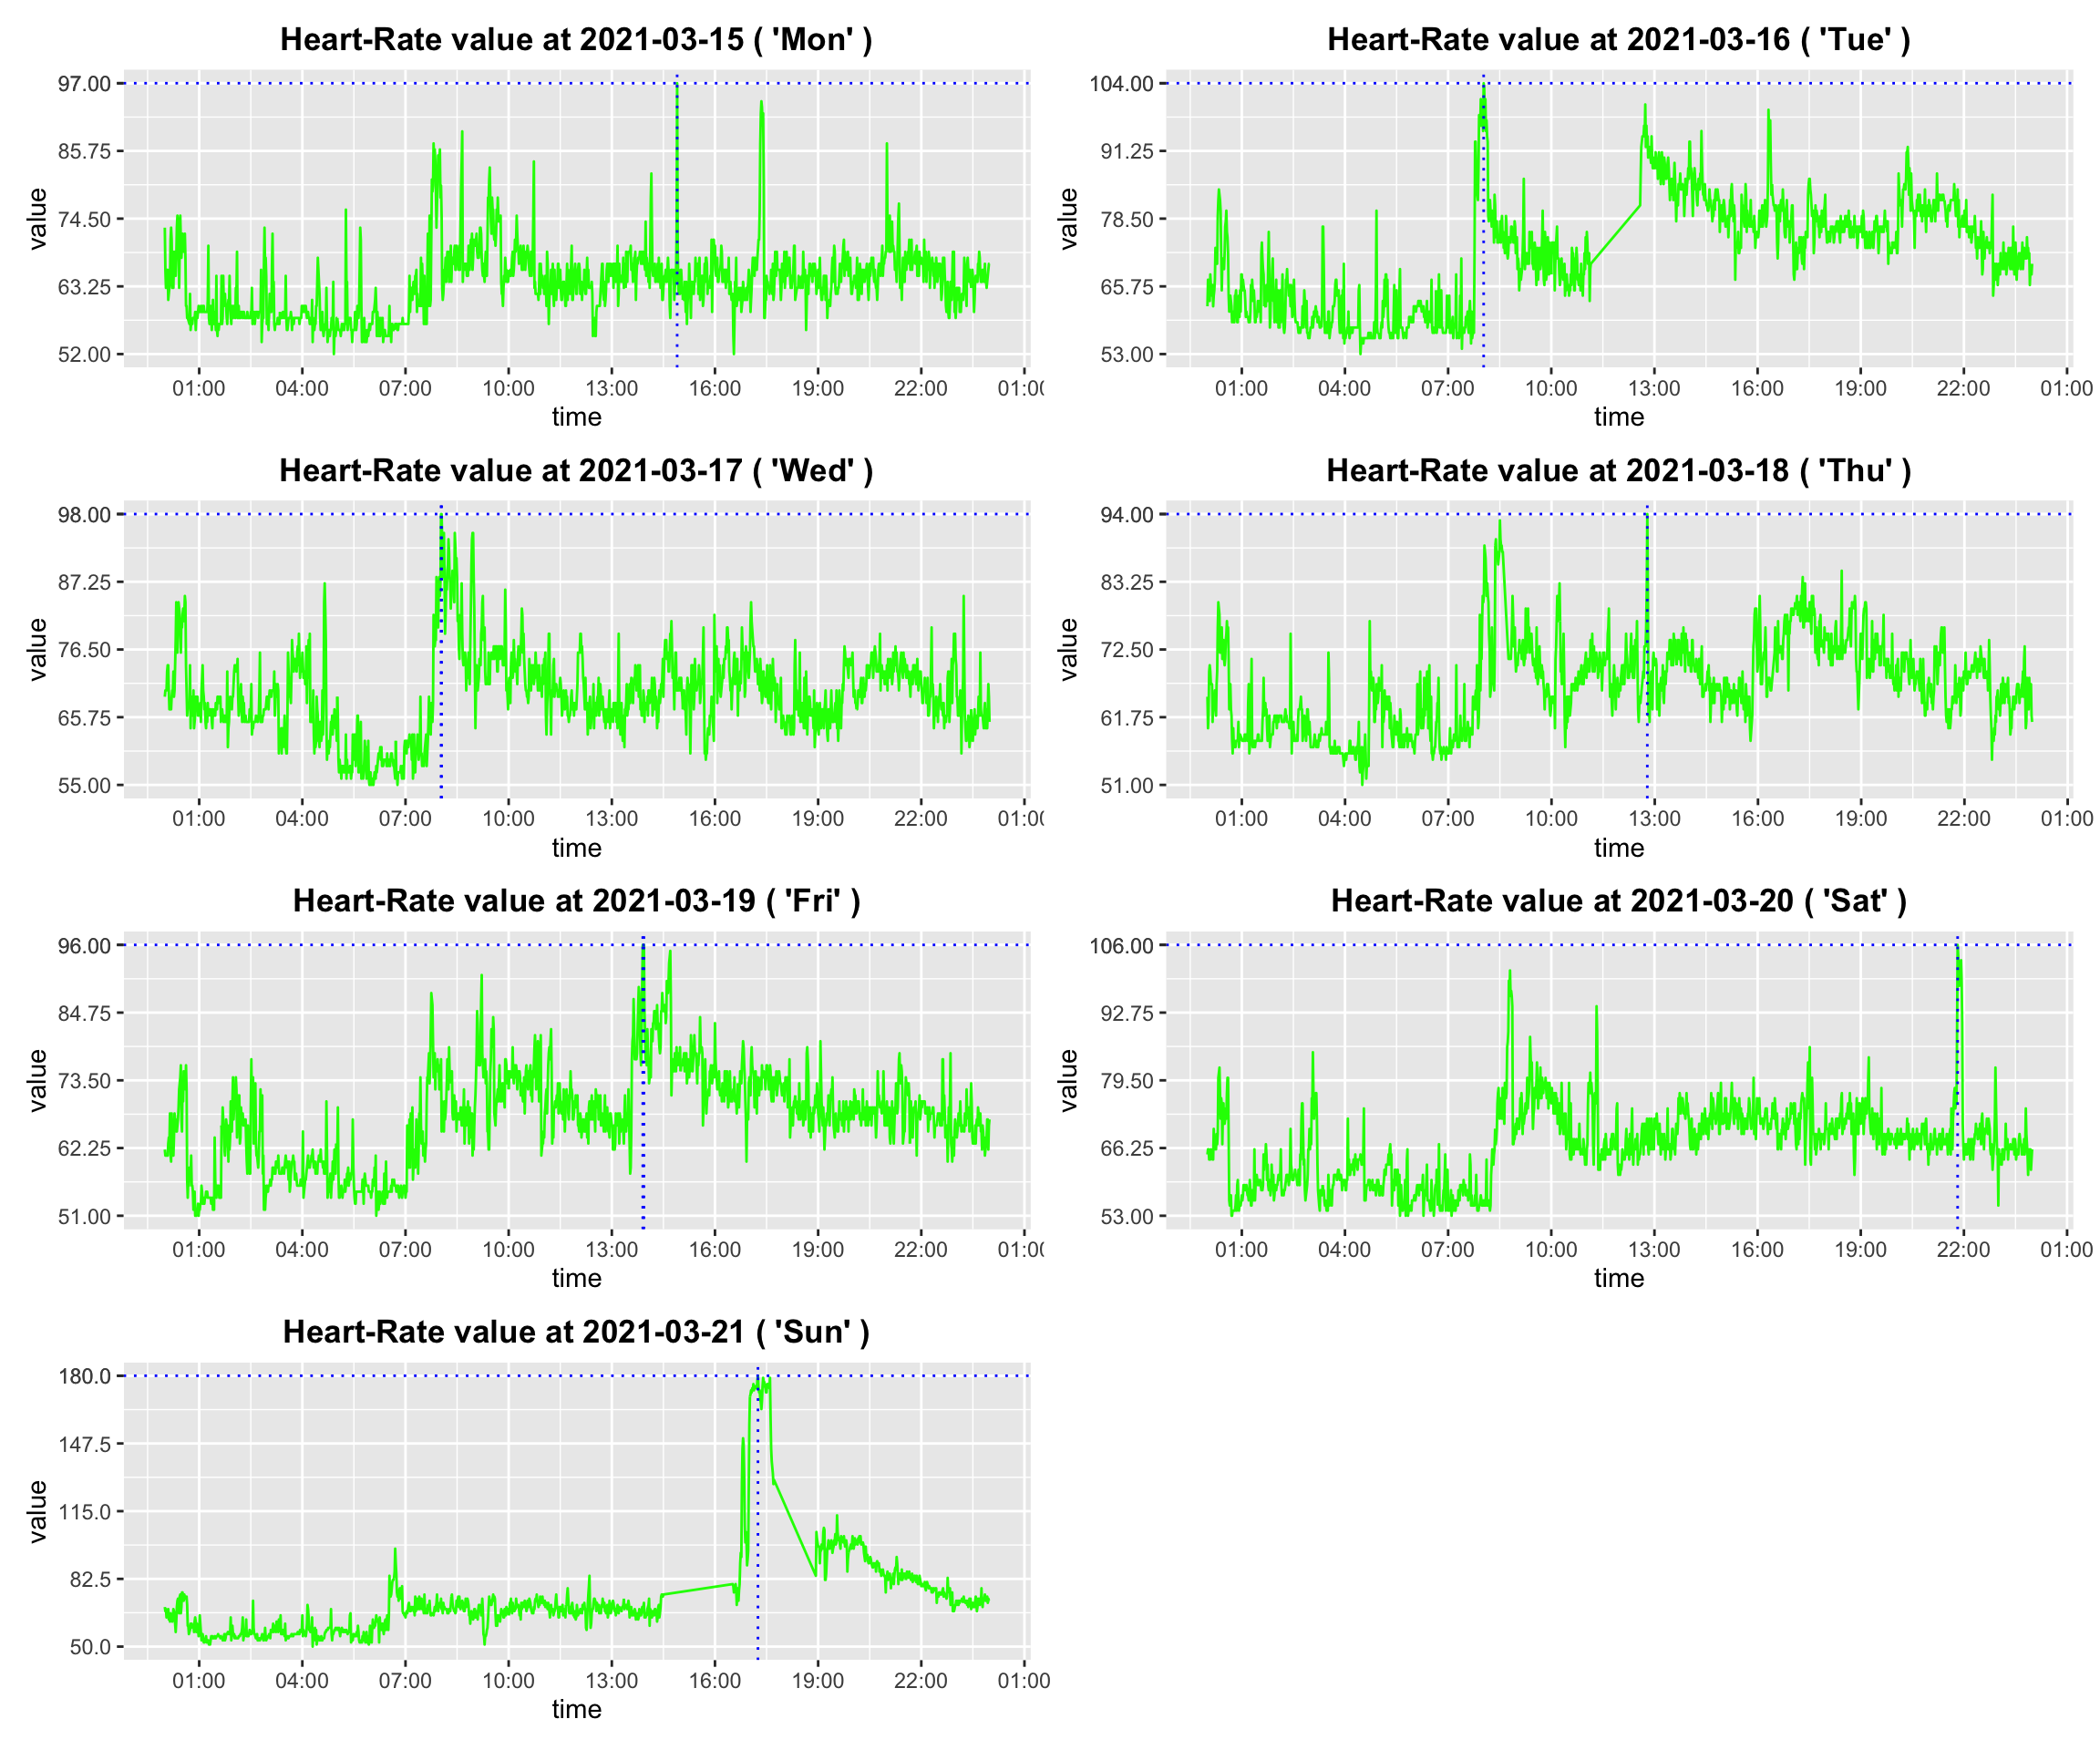 Heart-Rate value at 2021-03-15 ( 'Mon' )
97.00
85.75
74.50
63.25
52.00
value
01:00 04:00 07:00 10:00 13:00 16:00 19:00 22:00 01:00
time
Heart-Rate value at 2021-03-16 ( 'Tue' )
104.00
91.25
78.50
65.75
53.00
value
01:00 04:00 07:00 10:00 13:00 16:00 19:00 22:00 01:00
time
Heart-Rate value at 2021-03-17 ( 'Wed' )
98.00
87.25
76.50
65.75
55.00
value
01:00 04:00 07:00 10:00 13:00 16:00 19:00 22:00 01:00
time
Heart-Rate value at 2021-03-18 ( 'Thu' )
94.00
83.25
72.50
61.75
51.00
value
01:00 04:00 07:00 10:00 13:00 16:00 19:00 22:00 01:00
time
Heart-Rate value at 2021-03-19 ( 'Fri' )
96.00
84.75
73.50
62.25
51.00
value
01:00 04:00 07:00 10:00 13:00 16:00 19:00 22:00 01:00
time
Heart-Rate value at 2021-03-20 ( 'Sat' )
106.00
92.75
79.50
66.25
53.00
value
01:00 04:00 07:00 10:00 13:00 16:00 19:00 22:00 01:00
time
Heart-Rate value at 2021-03-21 ( 'Sun' )
180.0
147.5
115.0
82.5
50.0
value
01:00 04:00 07:00 10:00 13:00 16:00 19:00 22:00 01:00
time